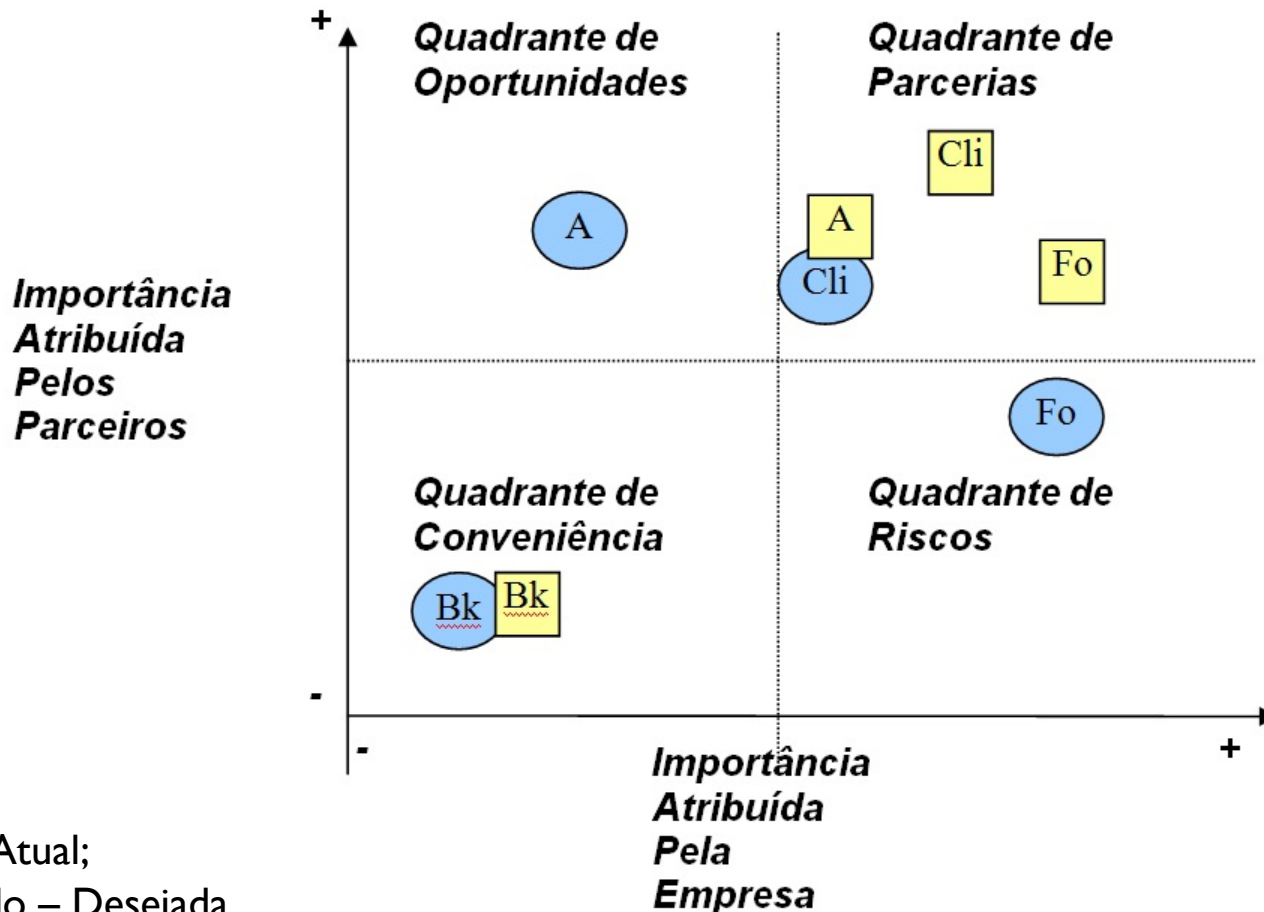 +
Quadrante de
Oportunidades
Quadrante de
Parcerias
Cli
A
A
Cli
Fo
Importância
Atribuída
Pelos
Parceiros
Fo
Quadrante de
Conveniência
Quadrante de
Riscos
Bk
Bk
-
-
+
Importância
Atribuída
Pela
Empresa
Atual;
– Desejada